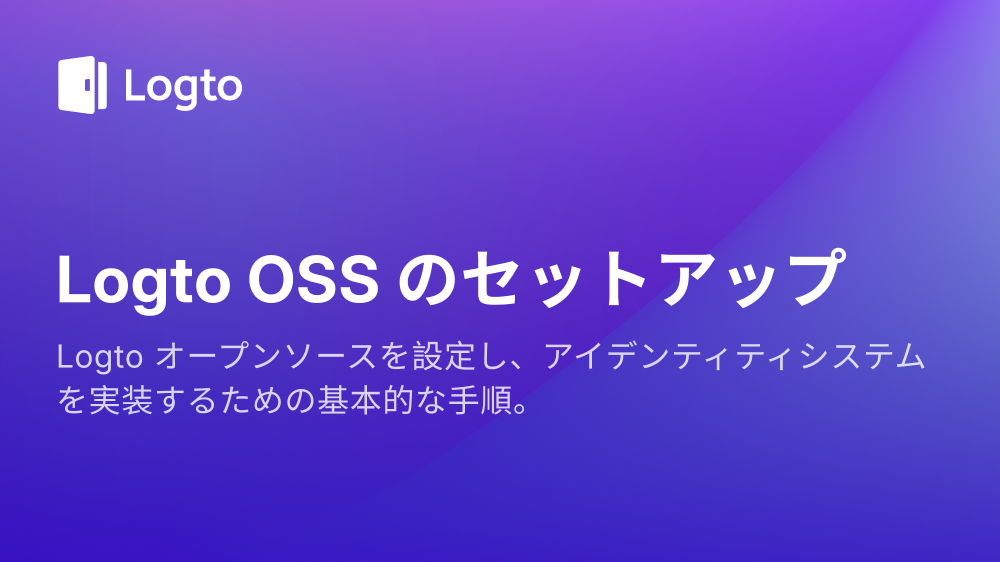 Logto
Logto OSS のセットアップ
Logto オープンソースを設定し、アイデンティティシステム
を実装するための基本的な手順。